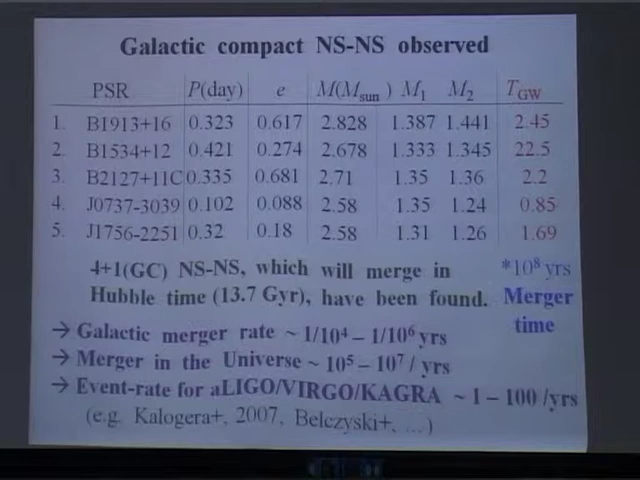 Galactic compact NS-NS observed
PSR P(day) e M(Msun) M1 M2 TGW
1. B1913+16 0.323 0.617 2.828 1.387 1.441 2.45
2. B1534+12 0.421 0.274 2.678 1.333 1.345 22.5
3. B2127+11C 0.335 0.681 2.71 1.35 1.36 2.2
4. J0737-3039 0.102 0.088 2.58 1.35 1.24 0.85
5. J1756-2251 0.32 0.18 2.58 1.31 1.26 1.69
*10⁸ yrs
Merger
time
4+1(GC) NS-NS, which will merge in
Hubble time (13.7 Gyr), have been found.
→ Galactic merger rate ~ 1/10⁴ – 1/10⁶ yrs
→ Merger in the Universe ~ 10⁵ – 10⁷ / yrs
→ Event-rate for aLIGO/VIRGO/KAGRA ~ 1 – 100 /yrs
(e.g. Kalogera+, 2007, Belczyski+, ...)